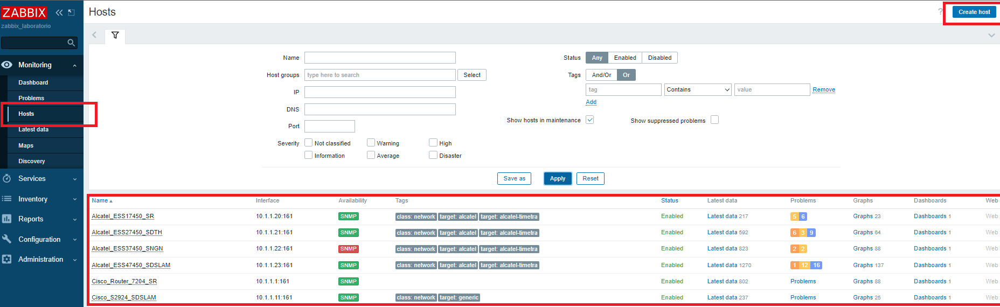 ZABBIX
zabbix_laboratorio
Monitoring
Dashboard
Problems
Hosts
Latest data
Maps
Discovery
Services
Inventory
Reports
Configuration
Administration
Hosts
? Create host
Name
Host groups type here to search Select
IP
DNS
Port
Severity Not classified Warning High
Information Average Disaster
Status Any Enabled Disabled
Tags And/Or Or
tag Contains value Remove
Add
Show hosts in maintenance Show suppressed problems
Save as Apply Reset
Name Interface Availability Tags Status Latest data Problems Graphs Dashboards Web
Alcatel_ESS17450_SR 10.1.1.20:161 SNMP class: network target: alcatel target: alcatel-timetra Enabled Latest data 217 5 6 Graphs 23 Dashboards 1 Web
Alcatel_ESS27450_SDTH 10.1.1.21:161 SNMP class: network target: alcatel target: alcatel-timetra Enabled Latest data 592 6 3 9 Graphs 64 Dashboards 1 Web
Alcatel_ESS37450_SNGN 10.1.1.22:161 SNMP class: network target: alcatel target: alcatel-timetra Enabled Latest data 823 2 2 Graphs 88 Dashboards 1 Web
Alcatel_ESS47450_SDSLAM 10.1.1.23:161 SNMP class: network target: alcatel target: alcatel-timetra Enabled Latest data 1270 1 12 16 Graphs 137 Dashboards 1 Web
Cisco_Router_7204_SR 10.1.1.1:161 SNMP Enabled Latest data 802 Problems Graphs 88 Dashboards 1 Web
Cisco_S2924_SDSLAM 10.1.1.11:161 SNMP class: network target: generic Enabled Latest data 237 Problems Graphs 25 Dashboards 1 Web